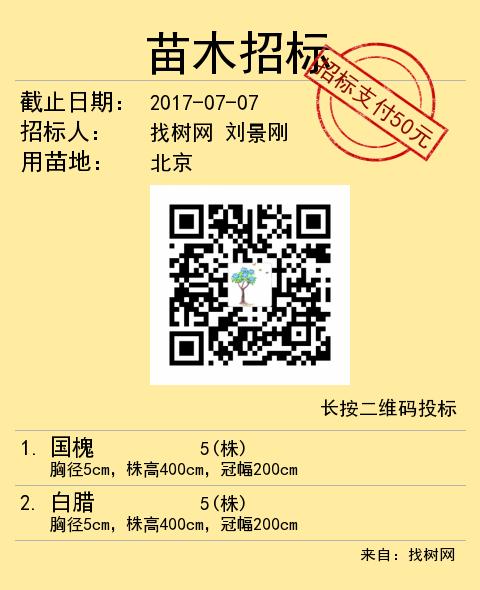 苗木招标
招标支付50元
截止日期： 2017-07-07
招标人： 找树网 刘景刚
用苗地： 北京
长按二维码投标
1. 国槐 5(株)
胸径5cm，株高400cm，冠幅200cm
2. 白腊 5(株)
胸径5cm，株高400cm，冠幅200cm
来自：找树网